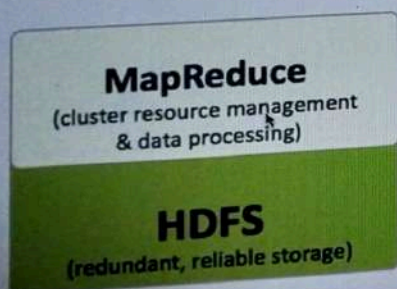 MapReduce
(cluster resource management
& data processing)
HDFS
(redundant, reliable storage)